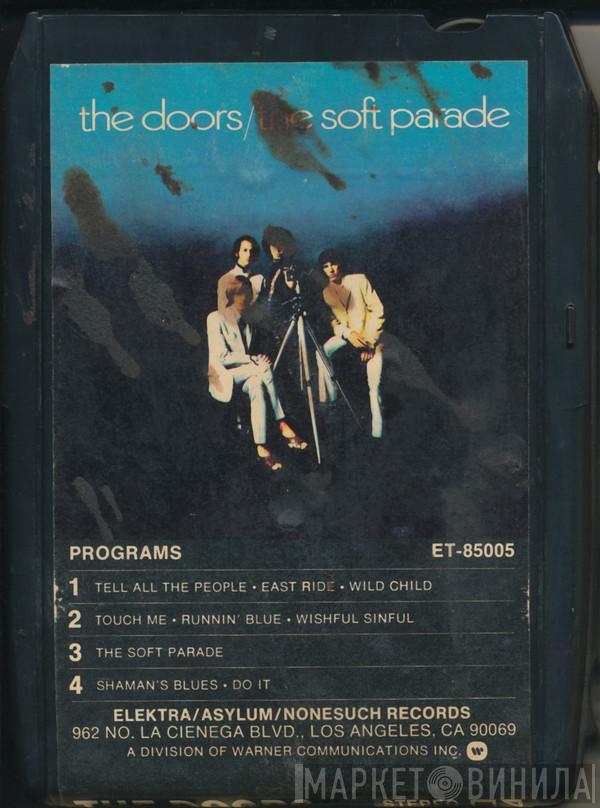 the doors/the soft parade
PROGRAMS ET-85005
1 TELL ALL THE PEOPLE • EAST RIDE • WILD CHILD
2 TOUCH ME • RUNNIN' BLUE • WISHFUL SINFUL
3 THE SOFT PARADE
4 SHAMAN'S BLUES • DO IT
ELEKTRA/ASYLUM/NONESUCH RECORDS
962 NO. LA CIENEGA BLVD., LOS ANGELES, CA 90069
A DIVISION OF WARNER COMMUNICATIONS INC.
МАРКЕТ ВИНИЛА
THE DOORS